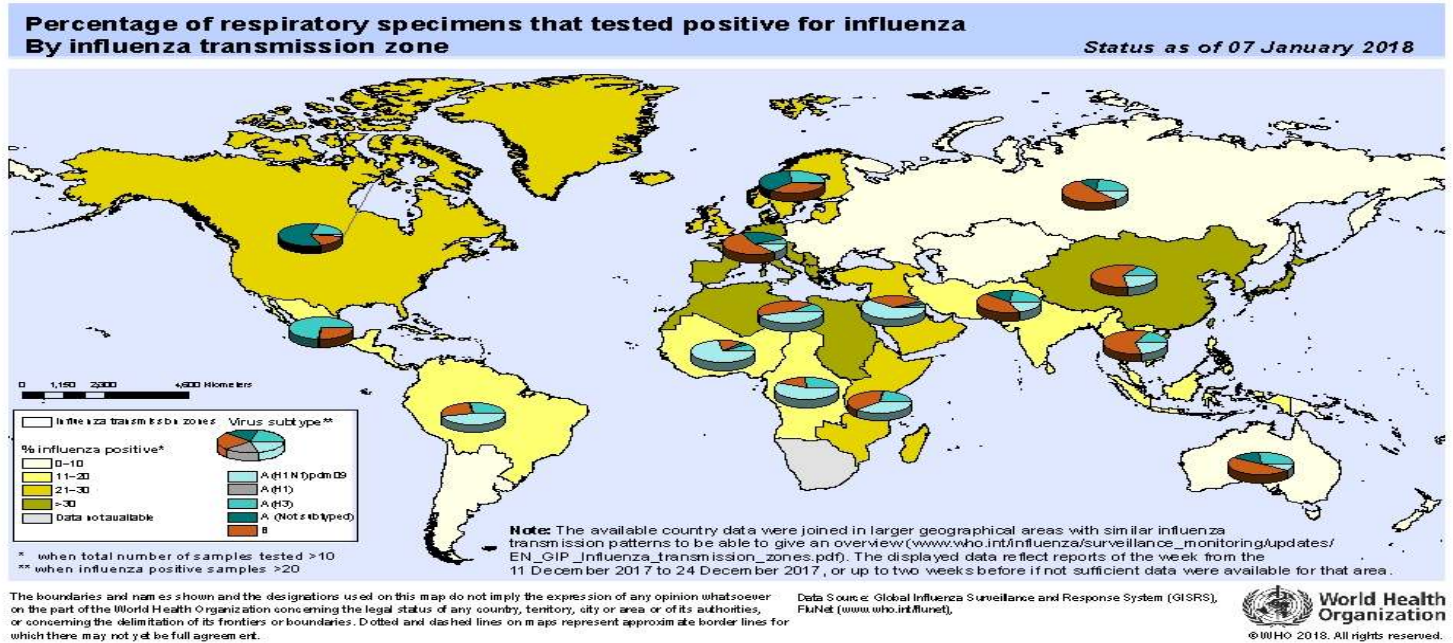 Percentage of respiratory specimens that tested positive for influenza
By influenza transmission zone
Status as of 07 January 2018
0 1,150 2,300 4,600 Kilometers
Influenza transmission zones
Virus subtype**
% influenza positive*
0-10
11-20
21-30
>30
Data not available
A(H1N1)pdm09
A(H1)
A(H3)
A (Not subtyped)
B
* when total number of samples tested >10
** when influenza positive samples >20
Note: The available country data were joined in larger geographical areas with similar influenza
transmission patterns to be able to give an overview (www.who.int/influenza/surveillance_monitoring/updates/
EN_GIP_Influenza_transmission_zones.pdf). The displayed data reflect reports of the week from the
11 December 2017 to 24 December 2017, or up to two weeks before if not sufficient data were available for that area.
The boundaries and names shown and the designations used on this map do not imply the expression of any opinion whatsoever
on the part of the World Health Organization concerning the legal status of any country, territory, city or area or of its authorities,
or concerning the delimitation of its frontiers or boundaries. Dotted and dashed lines on maps represent approximate border lines for
which there may not yet be full agreement.
Data Source: Global Influenza Surveillance and Response System (GISRS),
FluNet (www.who.int/flunet),
World Health
Organization
©WHO 2018. All rights reserved.